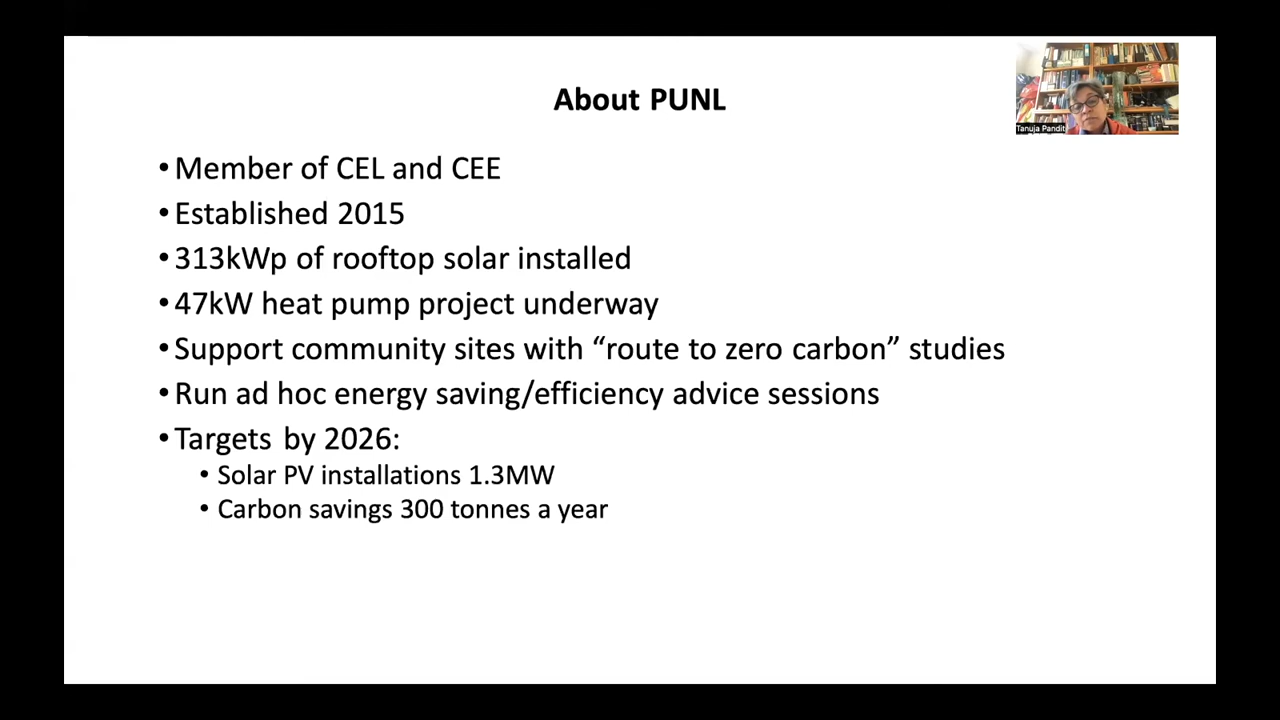 About PUNL
Tanuja Pandit
• Member of CEL and CEE
• Established 2015
• 313kWp of rooftop solar installed
• 47kW heat pump project underway
• Support community sites with “route to zero carbon” studies
• Run ad hoc energy saving/efficiency advice sessions
• Targets by 2026:
• Solar PV installations 1.3MW
• Carbon savings 300 tonnes a year